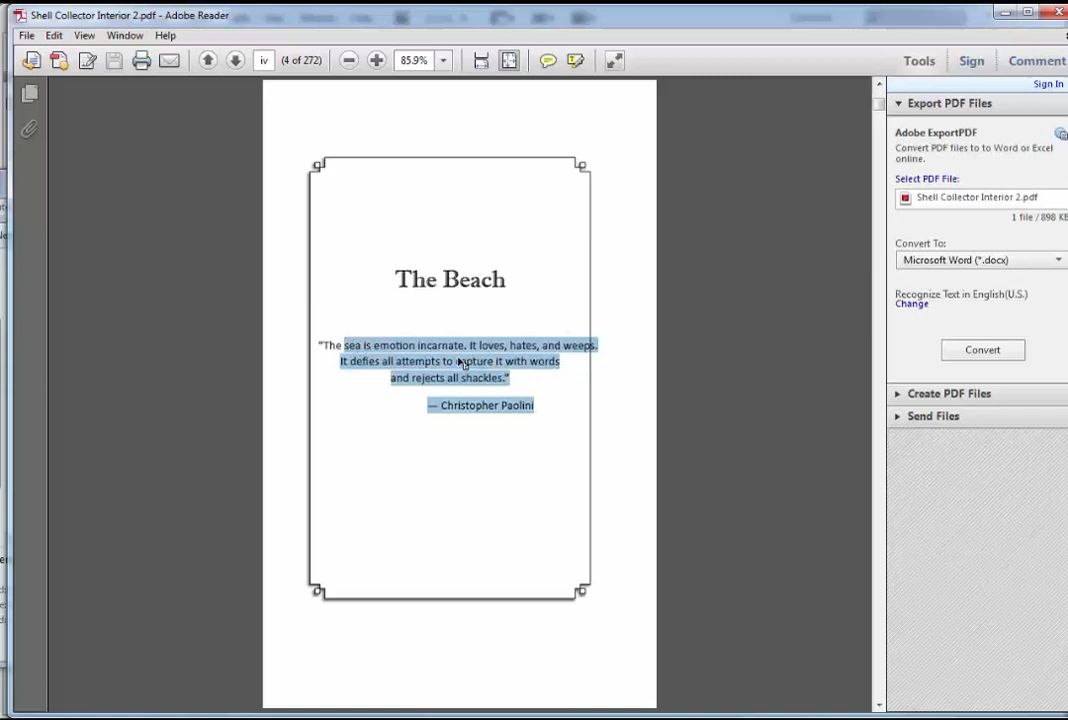 Shell Collector Interior 2.pdf - Adobe Reader
File Edit View Window Help
iv (4 of 272) 85.9% Tools Sign Comment
Sign In
Export PDF Files
Adobe ExportPDF
Convert PDF files to to Word or Excel
online.
Select PDF File:
Shell Collector Interior 2.pdf
1 file / 898 KB
Convert To:
Microsoft Word (*.docx)
Recognize Text in English(U.S.)
Change
Convert
Create PDF Files
Send Files
The Beach
"The sea is emotion incarnate. It loves, hates, and weeps.
It defies all attempts to capture it with words
and rejects all shackles."
— Christopher Paolini